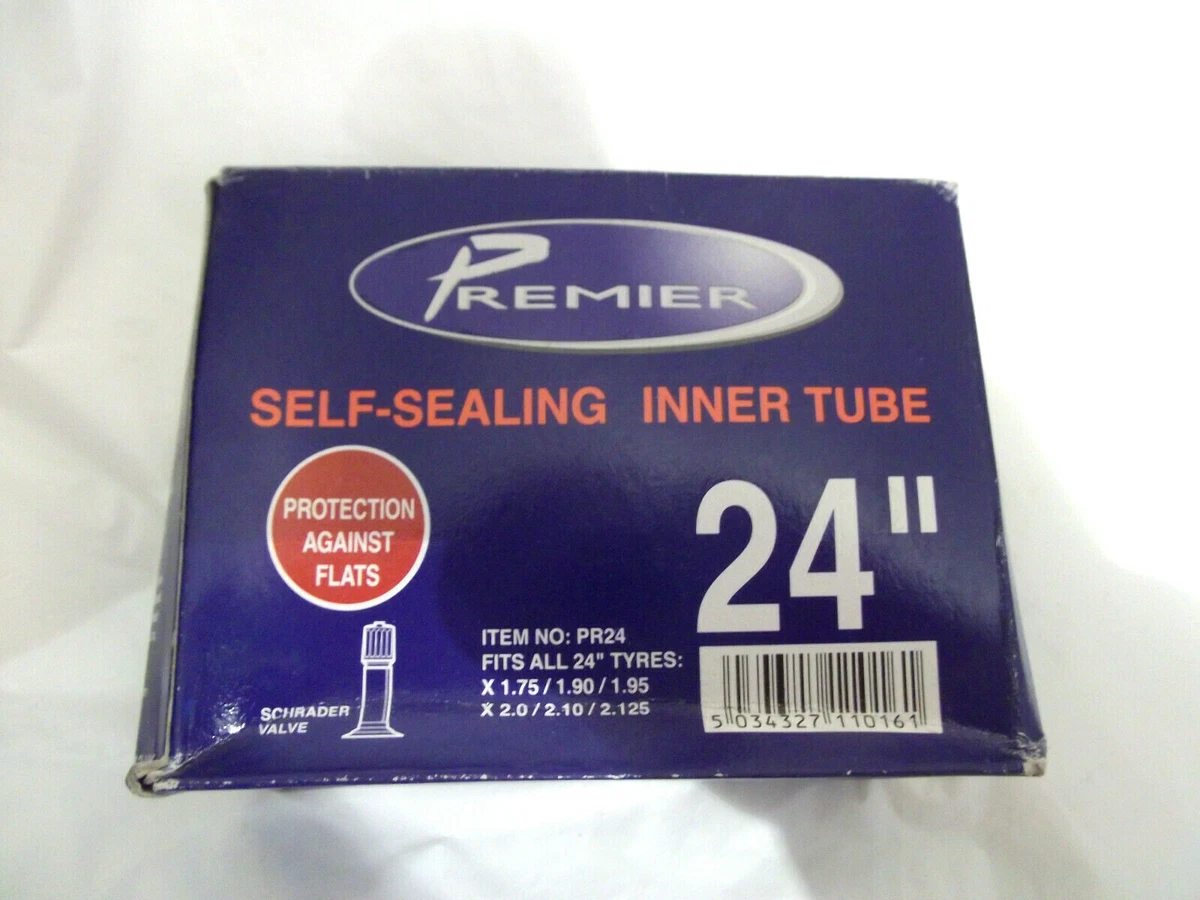 PREMIER
SELF-SEALING INNER TUBE
PROTECTION
AGAINST
FLATS
24"
ITEM NO: PR24
FITS ALL 24" TYRES:
X 1.75 / 1.90 / 1.95
X 2.0 / 2.10 / 2.125
SCHRADER
VALVE
5 034327 110161